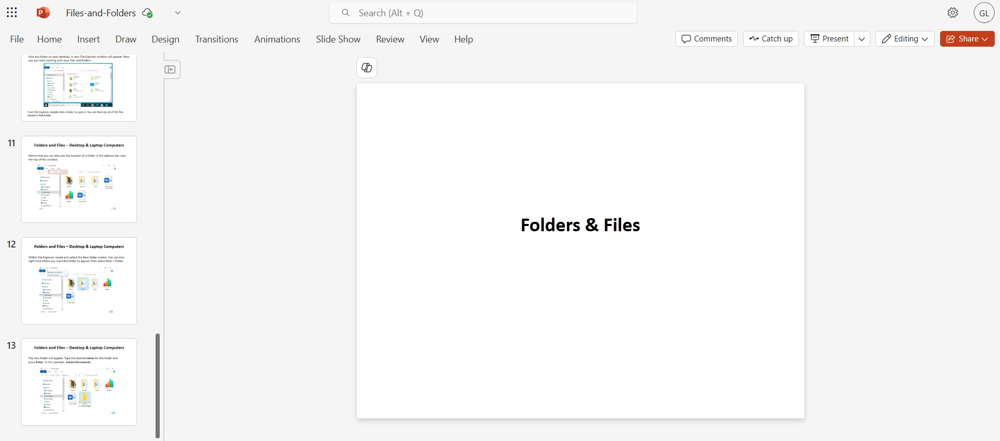 Files-and-Folders
Search (Alt + Q)
GL
File Home Insert Draw Design Transitions Animations Slide Show Review View Help
Comments Catch up Present Editing Share
click any folder on your desktop. A new File Explorer window will appear. Now
you can start working with your files and folders.
From File Explorer, double-click a folder to open it. You can then see all of the files
stored in that folder.
11
Folders and Files – Desktop & Laptop Computers
Notice that you can also see the location of a folder in the address bar near
the top of the window.
12
Folders and Files – Desktop & Laptop Computers
Within File Explorer, locate and select the New folder button. You can also
right-click where you want the folder to appear, then select New > Folder.
13
Folders and Files – Desktop & Laptop Computers
The new folder will appear. Type the desired name for the folder and
press Enter. In this example, School Documents.
Folders & Files